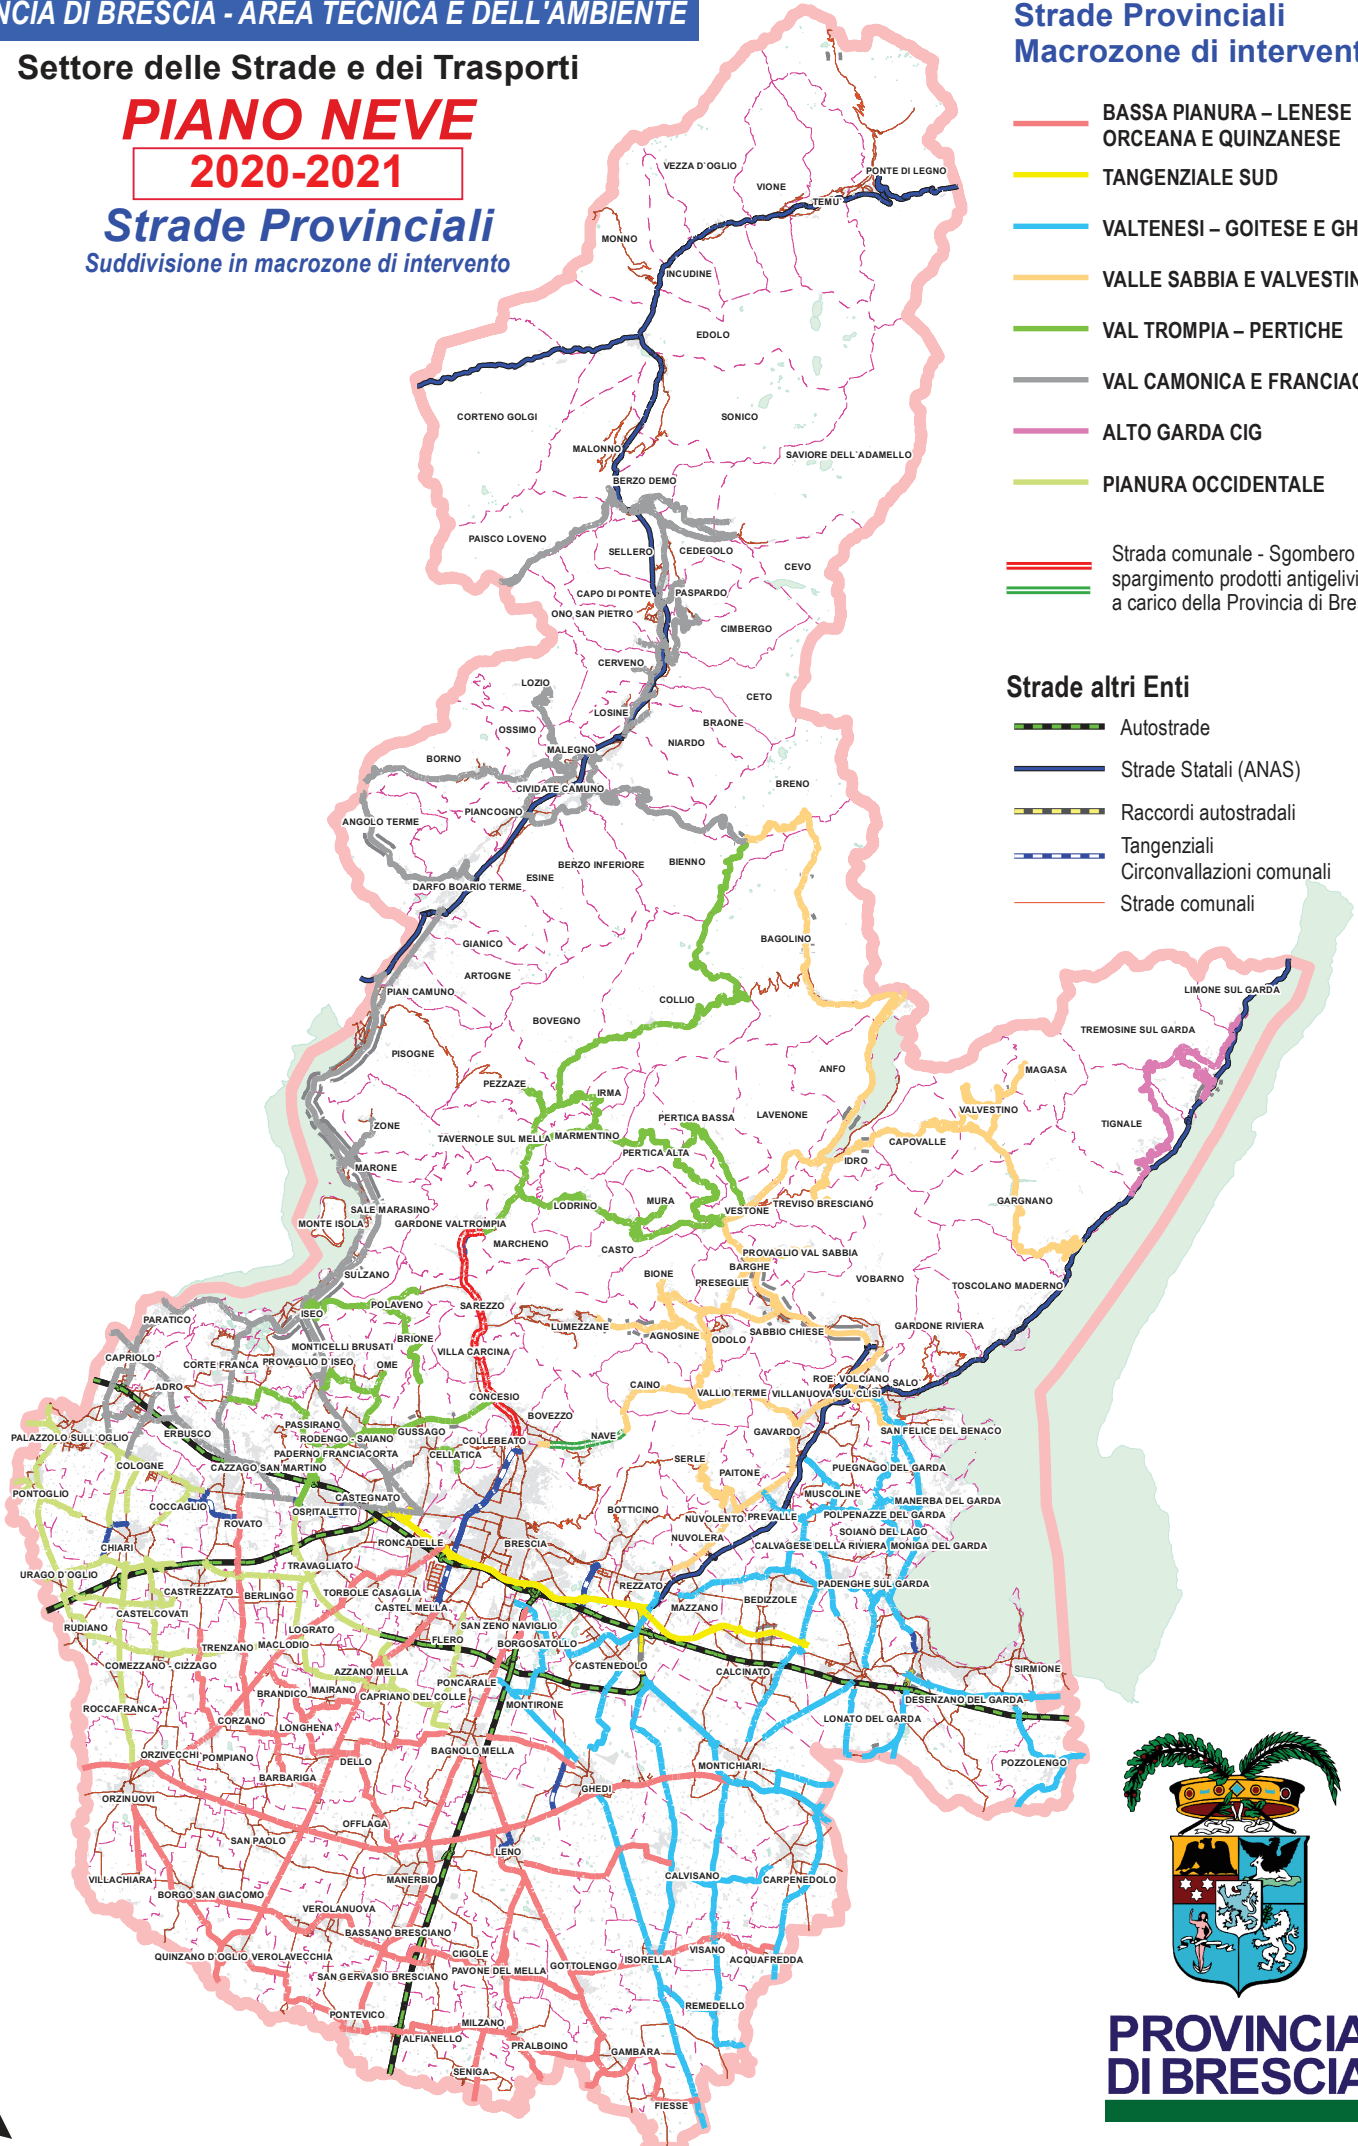 NCIA DI BRESCIA - AREA TECNICA E DELL'AMBIENTE
Settore delle Strade e dei Trasporti
PIANO NEVE
2020-2021
Strade Provinciali
Suddivisione in macrozone di intervento
Strade Provinciali
Macrozone di intervent
BASSA PIANURA – LENESE
ORCEANA E QUINZANESE
TANGENZIALE SUD
VALTENESI – GOITESE E GH
VALLE SABBIA E VALVESTIN
VAL TROMPIA – PERTICHE
VAL CAMONICA E FRANCIAC
ALTO GARDA CIG
PIANURA OCCIDENTALE
Strada comunale - Sgombero
spargimento prodotti antigelivi
a carico della Provincia di Bre
Strade altri Enti
Autostrade
Strade Statali (ANAS)
Raccordi autostradali
Tangenziali
Circonvallazioni comunali
Strade comunali
VEZZA D`OGLIO
VIONE
PONTE DI LEGNO
TEMU`
MONNO
INCUDINE
EDOLO
CORTENO GOLGI
SONICO
MALONNO
SAVIORE DELL`ADAMELLO
BERZO DEMO
PAISCO LOVENO
SELLERO
CEDEGOLO
CEVO
CAPO DI PONTE
PASPARDO
ONO SAN PIETRO
CIMBERGO
CERVENO
LOZIO
CETO
LOSINE
BRAONE
OSSIMO
NIARDO
MALEGNO
BORNO
BRENO
CIVIDATE CAMUNO
PIANCOGNO
ANGOLO TERME
BERZO INFERIORE
BIENNO
ESINE
DARFO BOARIO TERME
GIANICO
BAGOLINO
ARTOGNE
PIAN CAMUNO
COLLIO
LIMONE SUL GARDA
BOVEGNO
TREMOSINE SUL GARDA
PISOGNE
ANFO
MAGASA
PEZZAZE
IRMA
VALVESTINO
PERTICA BASSA
LAVENONE
ZONE
TIGNALE
TAVERNOLE SUL MELLA
MARMENTINO
CAPOVALLE
PERTICA ALTA
IDRO
MARONE
MURA
LODRINO
TREVISO BRESCIANO
GARGNANO
SALE MARASINO
VESTONE
MONTE ISOLA
GARDONE VALTROMPIA
MARCHENO
CASTO
PROVAGLIO VAL SABBIA
BARGHE
SULZANO
BIONE
PRESEGLIE
VOBARNO
TOSCOLANO MADERNO
ISEO
POLAVENO
SAREZZO
PARATICO
LUMEZZANE
AGNOSINE
ODOLO
SABBIO CHIESE
GARDONE RIVIERA
MONTICELLI BRUSATI
BRIONE
VILLA CARCINA
CAPRIOLO
CORTE FRANCA
PROVAGLIO D`ISEO
OME
ADRO
CAINO
ROE` VOLCIANO
SALO`
VALLIO TERME
VILLANUOVA SUL CLISI
CONCESIO
BOVEZZO
PASSIRANO
GUSSAGO
NAVE
GAVARDO
SAN FELICE DEL BENACO
ERBUSCO
PALAZZOLO SULL`OGLIO
RODENGO - SAIANO
COLLEBEATO
PADERNO FRANCIACORTA
CELLATICA
SERLE
COLOGNE
CAZZAGO SAN MARTINO
PAITONE
PUEGNAGO DEL GARDA
PONTOGLIO
CASTEGNATO
MUSCOLINE
MANERBA DEL GARDA
COCCAGLIO
OSPITALETTO
BOTTICINO
NUVOLENTO
PREVALLE
POLPENAZZE DEL GARDA
ROVATO
SOIANO DEL LAGO
NUVOLERA
CHIARI
RONCADELLE
BRESCIA
CALVAGESE DELLA RIVIERA
MONIGA DEL GARDA
URAGO D`OGLIO
TRAVAGLIATO
CASTREZZATO
BERLINGO
TORBOLE CASAGLIA
REZZATO
PADENGHE SUL GARDA
CASTEL MELLA
MAZZANO
BEDIZZOLE
CASTELCOVATI
RUDIANO
LOGRATO
SAN ZENO NAVIGLIO
TRENZANO
MACLODIO
FLERO
BORGOSATOLLO
COMEZZANO - CIZZAGO
AZZANO MELLA
CASTENEDOLO
CALCINATO
SIRMIONE
BRANDICO
MAIRANO
CAPRIANO DEL COLLE
PONCARALE
MONTIRONE
DESENZANO DEL GARDA
ROCCAFRANCA
CORZANO
LONGHENA
LONATO DEL GARDA
ORZIVECCHI
POMPIANO
DELLO
BAGNOLO MELLA
MONTICHIARI
POZZOLENGO
BARBARIGA
GHEDI
ORZINUOVI
OFFLAGA
SAN PAOLO
LENO
VILLACHIARA
MANERBIO
CALVISANO
CARPENEDOLO
BORGO SAN GIACOMO
VEROLANUOVA
BASSANO BRESCIANO
QUINZANO D`OGLIO
VEROLAVECCHIA
CIGOLE
VISANO
GOTTOLENGO
ISORELLA
ACQUAFREDDA
SAN GERVASIO BRESCIANO
PAVONE DEL MELLA
REMEDELLO
PONTEVICO
MILZANO
ALFIANELLO
PRALBOINO
GAMBARA
SENIGA
FIESSE
PROVINCIA
DI BRESCIA